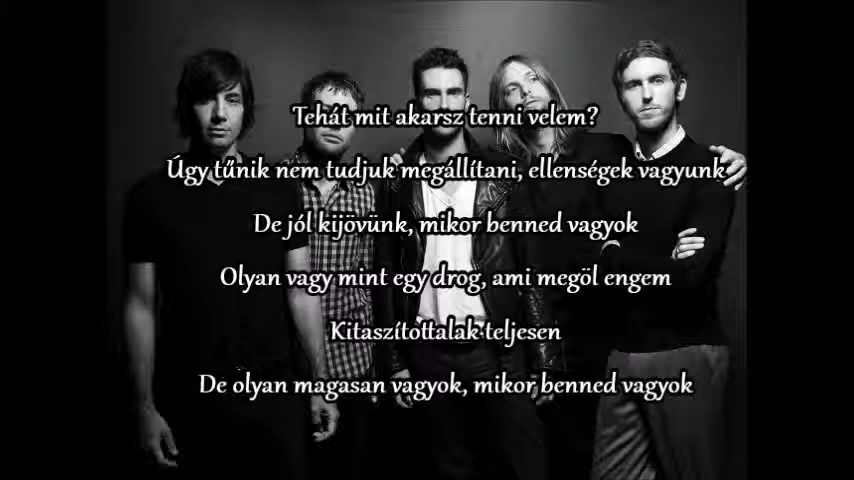 Tehát mit akarsz tenni velem?
Úgy tűnik nem tudjuk megállítani, ellenségek vagyunk
De jól kijövünk, mikor benned vagyok
Olyan vagy mint egy drog, ami megöl engem
Kitaszítottalak teljesen
De olyan magasan vagyok, mikor benned vagyok